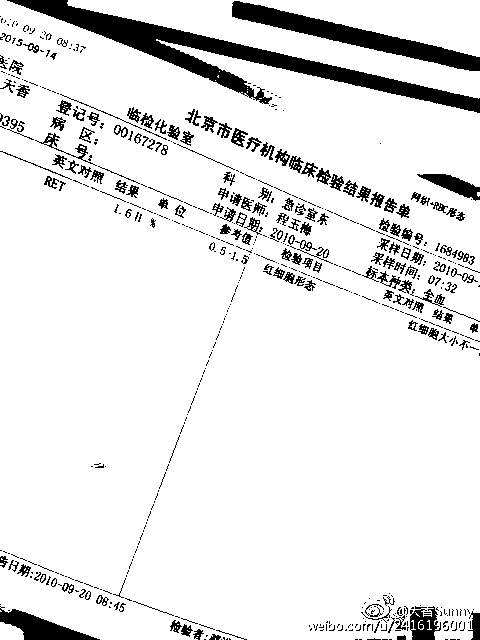 2010-09-20 08:37
2015-09-14
医院
北京市医疗机构临床检验结果报告单
临检化验室
网织+RBC形态
天香 登记号: 00167278 科 别: 急诊室东 检验编号: 1684983
病 区: 申请医师: 程玉梅 采样日期: 2010-09-
0395 床 号: 申请日期: 2010-09-20 采样时间: 07:32
标本种类: 全血
英文对照 结果 单 位 参考值 检验项目 英文对照 结果 单
RET 1.6 H % 0.5-1.5 红细胞形态 红细胞大小不一
告日期:2010-09-20 08:45
检验者:
@天香Sunny
weibo.com/u/2416196001